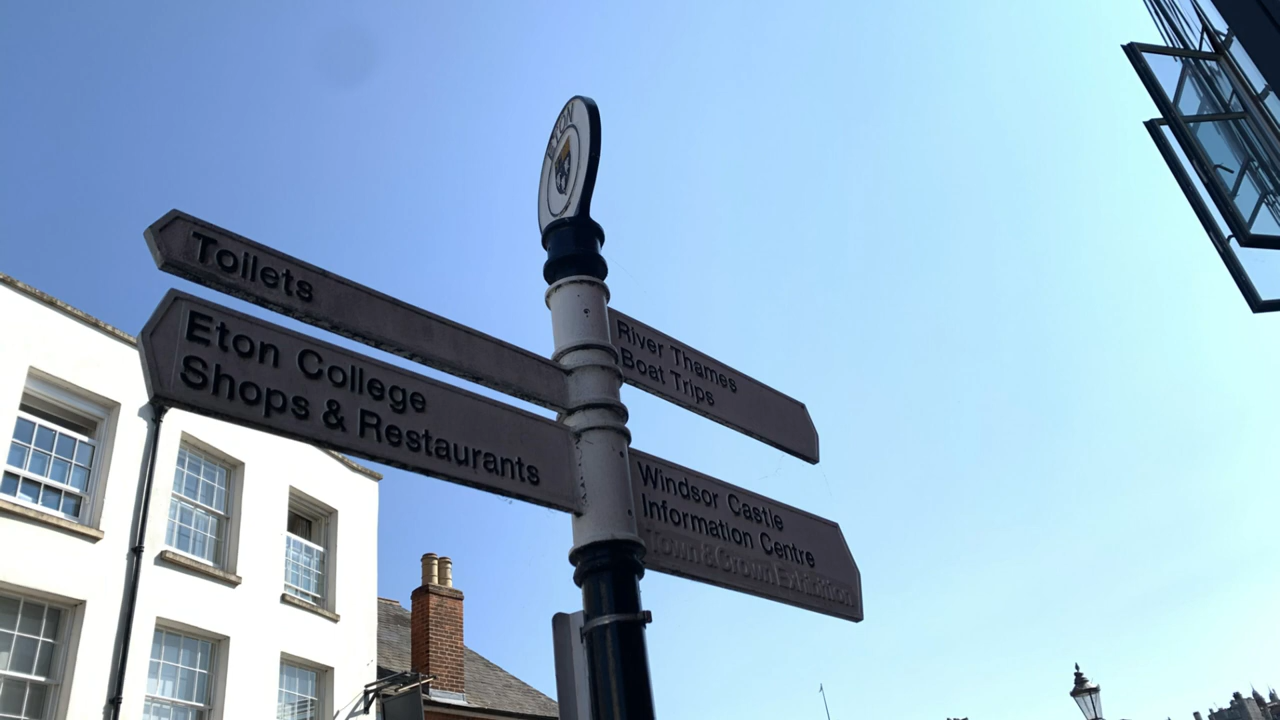 ETON
Toilets
Eton College
Shops & Restaurants
River Thames
Boat Trips
Windsor Castle
Information Centre
Town & Crown Exhibition